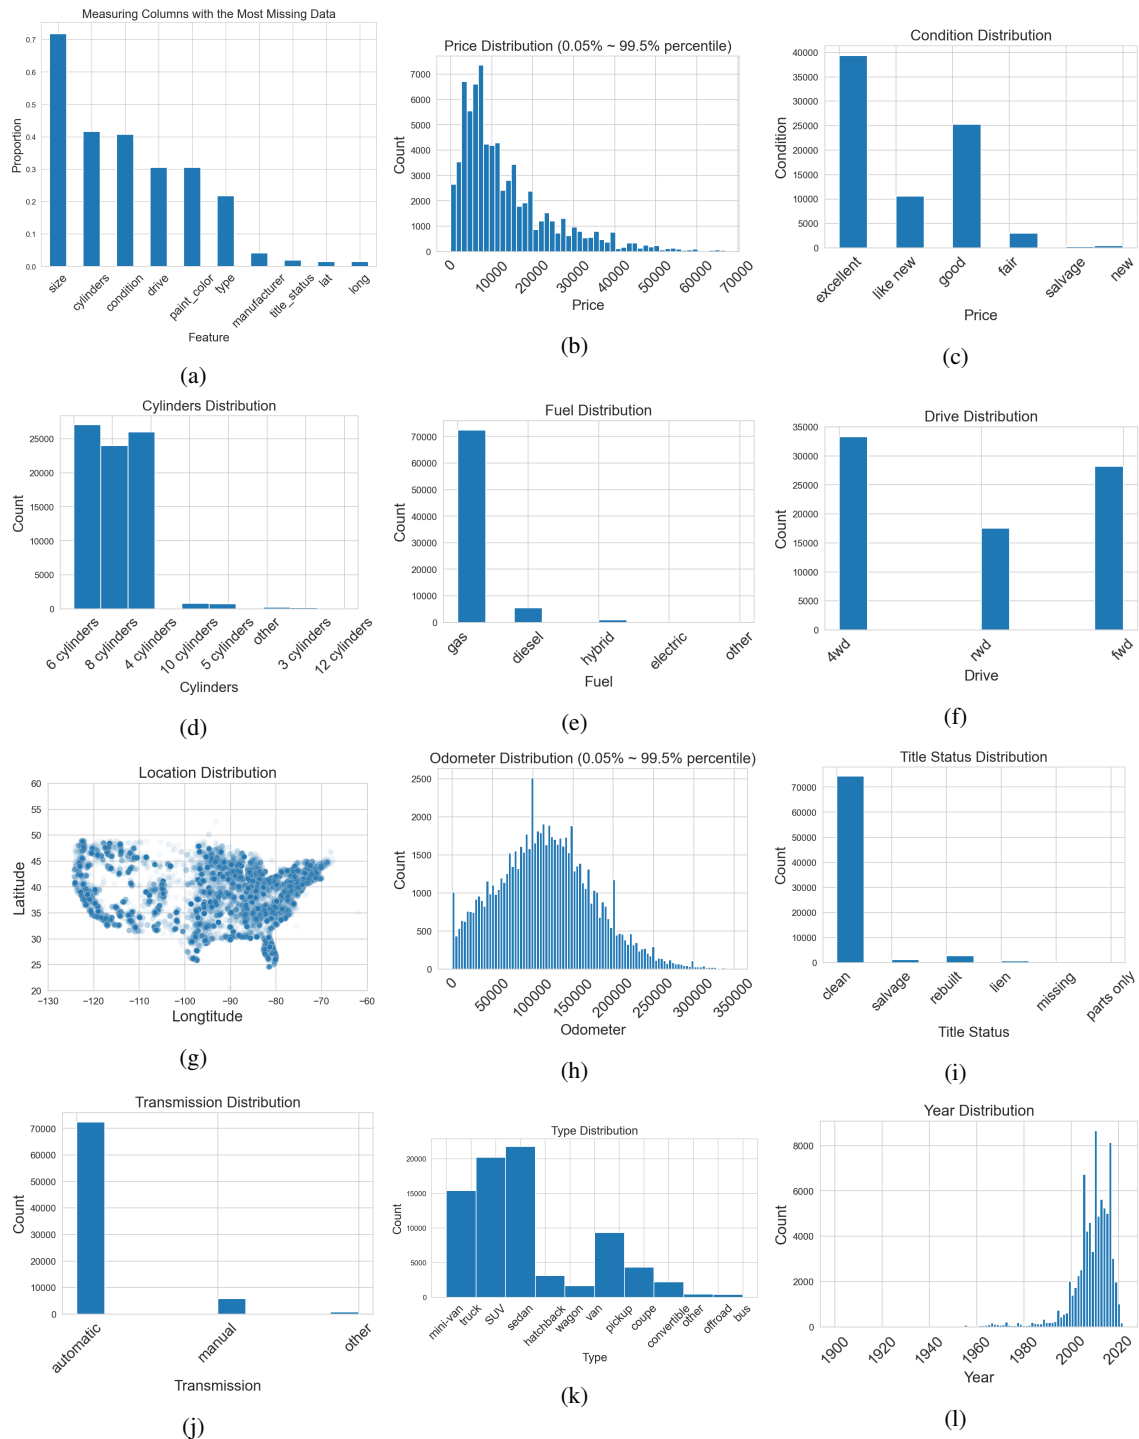 Measuring Columns with the Most Missing Data
Proportion
0.7
0.6
0.5
0.4
0.3
0.2
0.1
0.0
size
cylinders
condition
drive
paint_color
type
manufacturer
title_status
lat
long
Feature
(a)
Price Distribution (0.05% ~ 99.5% percentile)
Count
7000
6000
5000
4000
3000
2000
1000
0
0
10000
20000
30000
40000
50000
60000
70000
Price
(b)
Condition Distribution
Condition
40000
35000
30000
25000
20000
15000
10000
5000
0
excellent
like new
good
fair
salvage
new
Price
(c)
Cylinders Distribution
Count
25000
20000
15000
10000
5000
0
6 cylinders
8 cylinders
4 cylinders
10 cylinders
5 cylinders
other
3 cylinders
12 cylinders
Cylinders
(d)
Fuel Distribution
Count
70000
60000
50000
40000
30000
20000
10000
0
gas
diesel
hybrid
electric
other
Fuel
(e)
Drive Distribution
Count
35000
30000
25000
20000
15000
10000
5000
0
4wd
rwd
fwd
Drive
(f)
Location Distribution
Latitude
60
55
50
45
40
35
30
25
20
−130
−120
−110
−100
−90
−80
−70
−60
Longtitude
(g)
Odometer Distribution (0.05% ~ 99.5% percentile)
Count
2500
2000
1500
1000
500
0
0
50000
100000
150000
200000
250000
300000
350000
Odometer
(h)
Title Status Distribution
Count
70000
60000
50000
40000
30000
20000
10000
0
clean
salvage
rebuilt
lien
missing
parts only
Title Status
(i)
Transmission Distribution
Count
70000
60000
50000
40000
30000
20000
10000
0
automatic
manual
other
Transmission
(j)
Type Distribution
Count
20000
15000
10000
5000
0
mini-van
truck
SUV
sedan
hatchback
wagon
van
pickup
coupe
convertible
other
offroad
bus
Type
(k)
Year Distribution
Count
8000
6000
4000
2000
0
1900
1920
1940
1960
1980
2000
2020
Year
(l)